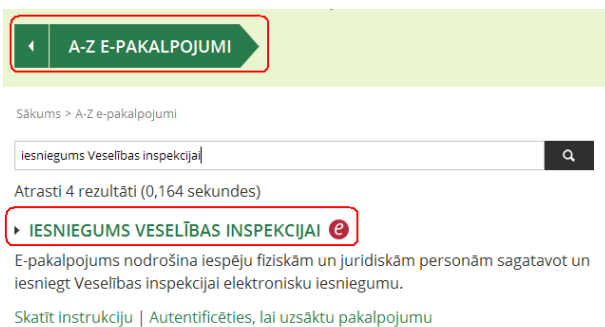 A-Z E-PAKALPOJUMI
Sākums > A-Z e-pakalpojumi
iesniegums Veselības inspekcijai
Atrasti 4 rezultāti (0,164 sekundes)
IESNIEGUMS VESELĪBAS INSPEKCIJAI e
E-pakalpojums nodrošina iespēju fiziskām un juridiskām personām sagatavot un
iesniegt Veselības inspekcijai elektronisku iesniegumu.
Skatīt instrukciju | Autentificēties, lai uzsāktu pakalpojumu